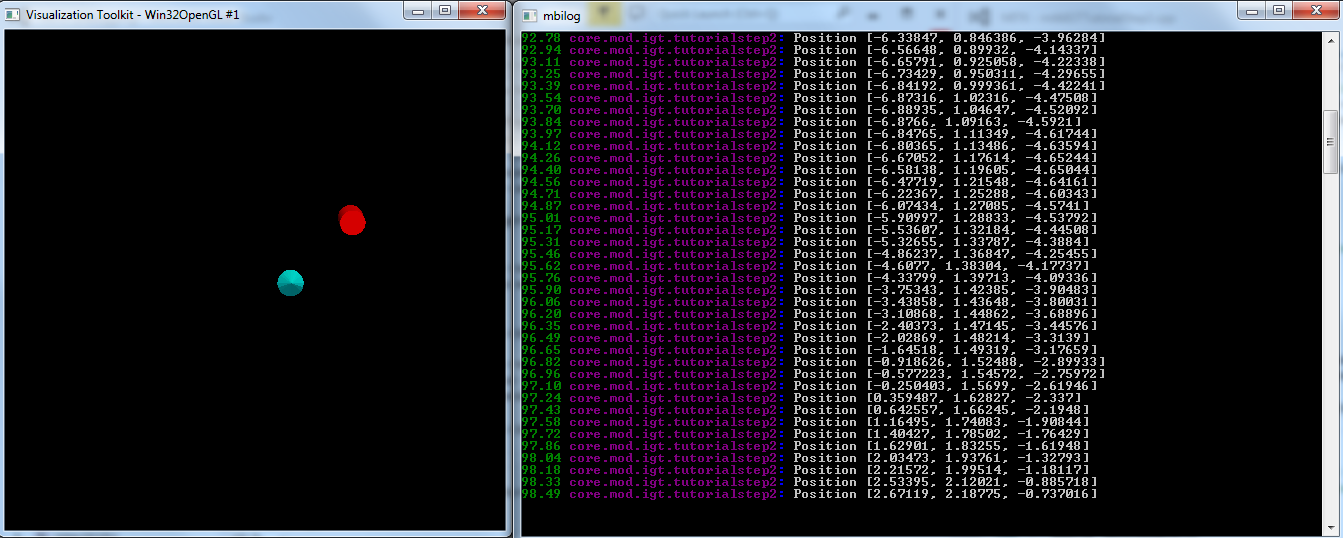 Visualization Toolkit - Win32OpenGL #1
mbilog
92.78 core.mod.igt.tutorialstep2: Position [-6.33847, 0.846386, -3.96284]
92.94 core.mod.igt.tutorialstep2: Position [-6.56648, 0.89932, -4.14337]
93.11 core.mod.igt.tutorialstep2: Position [-6.65791, 0.925058, -4.22338]
93.25 core.mod.igt.tutorialstep2: Position [-6.73429, 0.950311, -4.29655]
93.39 core.mod.igt.tutorialstep2: Position [-6.84192, 0.999361, -4.42241]
93.54 core.mod.igt.tutorialstep2: Position [-6.87316, 1.02316, -4.47508]
93.70 core.mod.igt.tutorialstep2: Position [-6.88935, 1.04647, -4.52092]
93.84 core.mod.igt.tutorialstep2: Position [-6.8766, 1.09163, -4.5921]
93.97 core.mod.igt.tutorialstep2: Position [-6.84765, 1.11349, -4.61744]
94.12 core.mod.igt.tutorialstep2: Position [-6.80365, 1.13486, -4.63594]
94.26 core.mod.igt.tutorialstep2: Position [-6.67052, 1.17614, -4.65244]
94.40 core.mod.igt.tutorialstep2: Position [-6.58138, 1.19605, -4.65044]
94.56 core.mod.igt.tutorialstep2: Position [-6.47719, 1.21548, -4.64161]
94.71 core.mod.igt.tutorialstep2: Position [-6.22367, 1.25288, -4.60343]
94.87 core.mod.igt.tutorialstep2: Position [-6.07434, 1.27085, -4.5741]
95.01 core.mod.igt.tutorialstep2: Position [-5.90997, 1.28833, -4.53792]
95.17 core.mod.igt.tutorialstep2: Position [-5.53607, 1.32184, -4.44508]
95.31 core.mod.igt.tutorialstep2: Position [-5.32655, 1.33787, -4.3884]
95.46 core.mod.igt.tutorialstep2: Position [-4.86237, 1.36847, -4.25455]
95.62 core.mod.igt.tutorialstep2: Position [-4.6077, 1.38304, -4.17737]
95.76 core.mod.igt.tutorialstep2: Position [-4.33799, 1.39713, -4.09336]
95.90 core.mod.igt.tutorialstep2: Position [-3.75343, 1.42385, -3.90483]
96.06 core.mod.igt.tutorialstep2: Position [-3.43858, 1.43648, -3.80031]
96.20 core.mod.igt.tutorialstep2: Position [-3.10868, 1.44862, -3.68896]
96.35 core.mod.igt.tutorialstep2: Position [-2.40373, 1.47145, -3.44576]
96.49 core.mod.igt.tutorialstep2: Position [-2.02869, 1.48214, -3.3139]
96.65 core.mod.igt.tutorialstep2: Position [-1.64518, 1.49319, -3.17659]
96.82 core.mod.igt.tutorialstep2: Position [-0.918626, 1.52488, -2.89933]
96.96 core.mod.igt.tutorialstep2: Position [-0.577223, 1.54572, -2.75972]
97.10 core.mod.igt.tutorialstep2: Position [-0.250403, 1.5699, -2.61946]
97.24 core.mod.igt.tutorialstep2: Position [0.359487, 1.62827, -2.337]
97.43 core.mod.igt.tutorialstep2: Position [0.642557, 1.66245, -2.1948]
97.58 core.mod.igt.tutorialstep2: Position [1.16495, 1.74083, -1.90844]
97.72 core.mod.igt.tutorialstep2: Position [1.40427, 1.78502, -1.76429]
97.86 core.mod.igt.tutorialstep2: Position [1.62901, 1.83255, -1.61948]
98.04 core.mod.igt.tutorialstep2: Position [2.03473, 1.93761, -1.32793]
98.18 core.mod.igt.tutorialstep2: Position [2.21572, 1.99514, -1.18117]
98.33 core.mod.igt.tutorialstep2: Position [2.53395, 2.12021, -0.885718]
98.49 core.mod.igt.tutorialstep2: Position [2.67119, 2.18775, -0.737016]